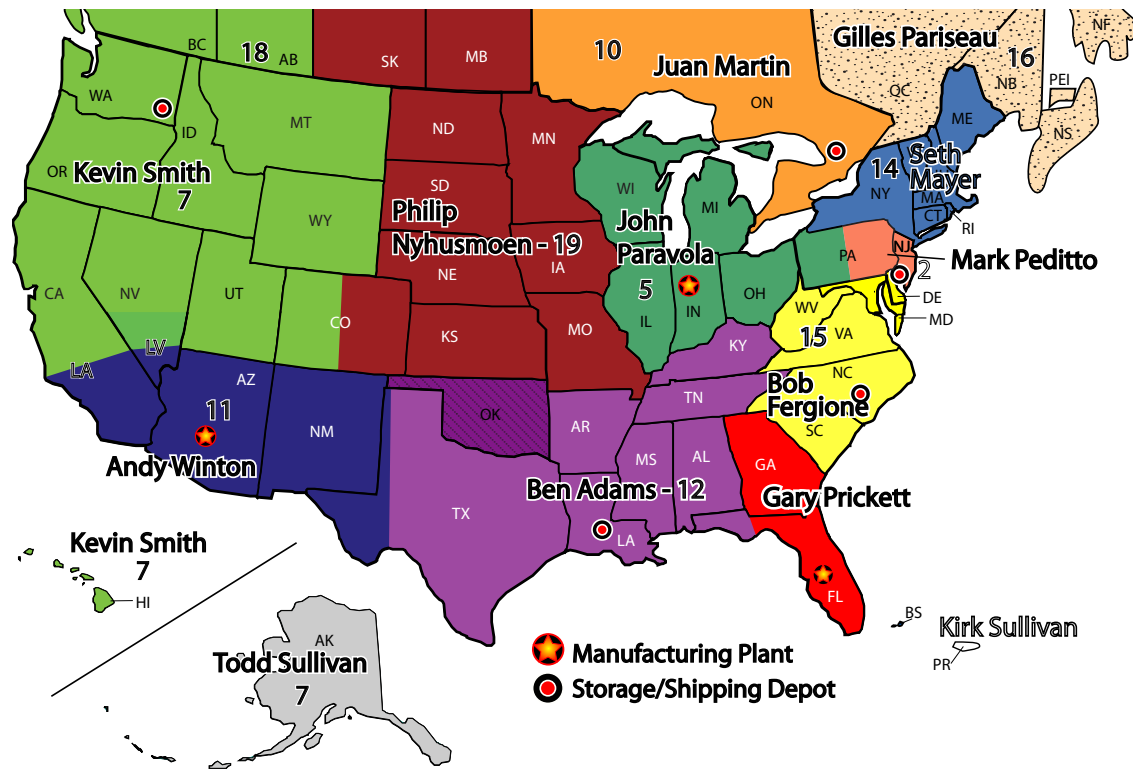 BC
18
AB
SK
MB
10
Juan Martin
ON
Gilles Pariseau
16
QC
NB
NF
PEI
NS
WA
ID
MT
ND
MN
OR
Kevin Smith
7
WY
SD
WI
MI
ME
14
NY
Seth
Mayer
MA
CT
RI
Philip
Nyhusmoen - 19
NE
IA
John
Paravola
5
IL
IN
OH
PA
NJ
2
Mark Peditto
DE
MD
CA
NV
UT
CO
KS
MO
WV
VA
15
KY
LA
LV
AZ
11
Andy Winton
NM
OK
AR
TN
NC
Bob
Fergione
SC
TX
MS
AL
GA
Ben Adams - 12
LA
Gary Prickett
FL
Kevin Smith
7
HI
AK
Todd Sullivan
7
BS
Kirk Sullivan
PR
Manufacturing Plant
Storage/Shipping Depot